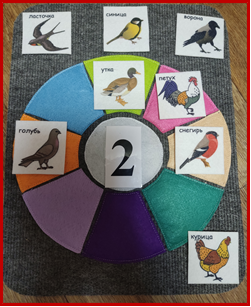 ласточка
синица
ворона
утка
петух
голубь
2
снегирь
курица